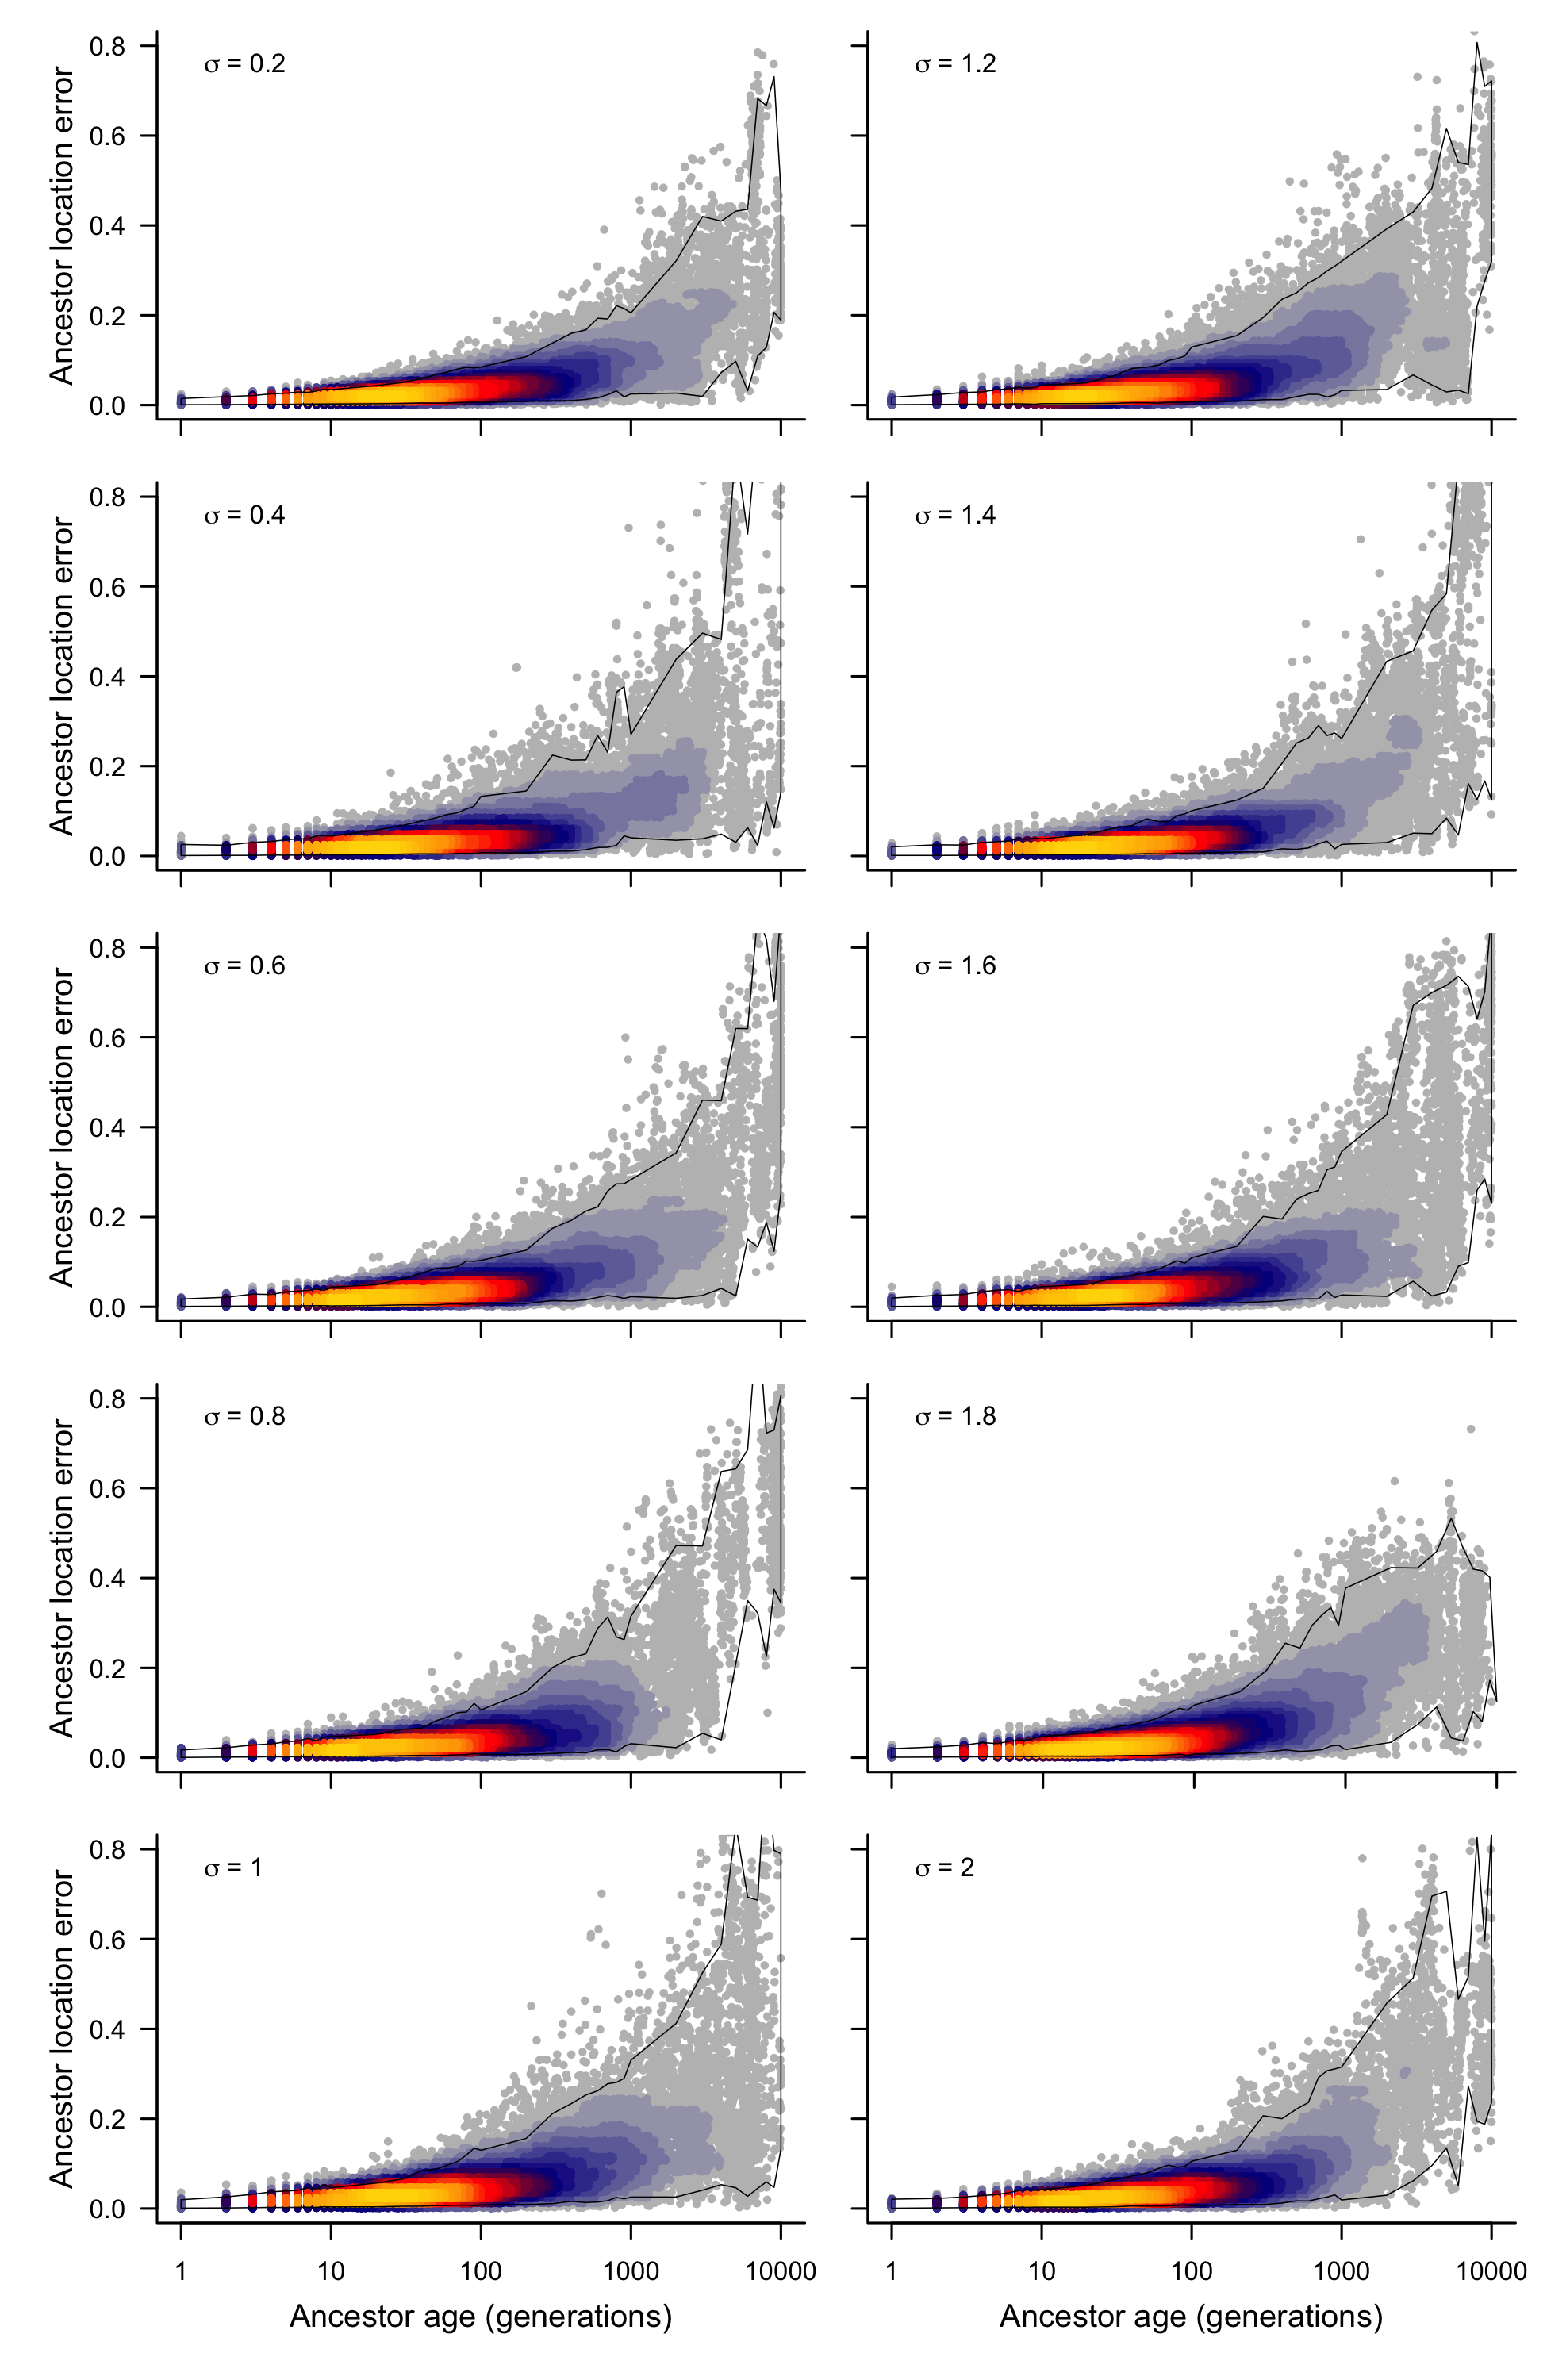 Ancestor location error
0.8
0.6
0.4
0.2
0.0
σ = 0.2
σ = 1.2
Ancestor location error
0.8
0.6
0.4
0.2
0.0
σ = 0.4
σ = 1.4
Ancestor location error
0.8
0.6
0.4
0.2
0.0
σ = 0.6
σ = 1.6
Ancestor location error
0.8
0.6
0.4
0.2
0.0
σ = 0.8
σ = 1.8
Ancestor location error
0.8
0.6
0.4
0.2
0.0
σ = 1
σ = 2
1 10 100 1000 10000
1 10 100 1000 10000
Ancestor age (generations)
Ancestor age (generations)